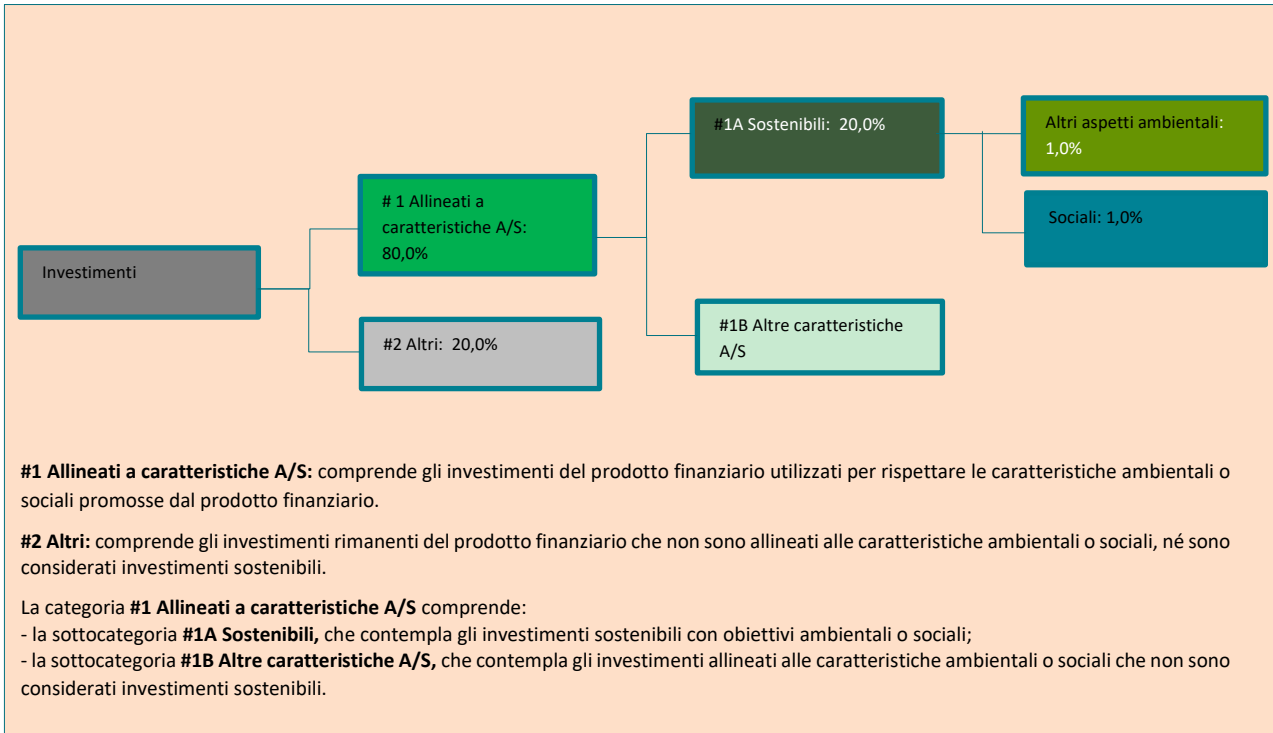 Investimenti
# 1 Allineati a
caratteristiche A/S:
80,0%
#2 Altri: 20,0%
#1A Sostenibili: 20,0%
#1B Altre caratteristiche
A/S
Altri aspetti ambientali:
1,0%
Sociali: 1,0%
#1 Allineati a caratteristiche A/S: comprende gli investimenti del prodotto finanziario utilizzati per rispettare le caratteristiche ambientali o
sociali promosse dal prodotto finanziario.
#2 Altri: comprende gli investimenti rimanenti del prodotto finanziario che non sono allineati alle caratteristiche ambientali o sociali, né sono
considerati investimenti sostenibili.
La categoria #1 Allineati a caratteristiche A/S comprende:
- la sottocategoria #1A Sostenibili, che contempla gli investimenti sostenibili con obiettivi ambientali o sociali;
- la sottocategoria #1B Altre caratteristiche A/S, che contempla gli investimenti allineati alle caratteristiche ambientali o sociali che non sono
considerati investimenti sostenibili.